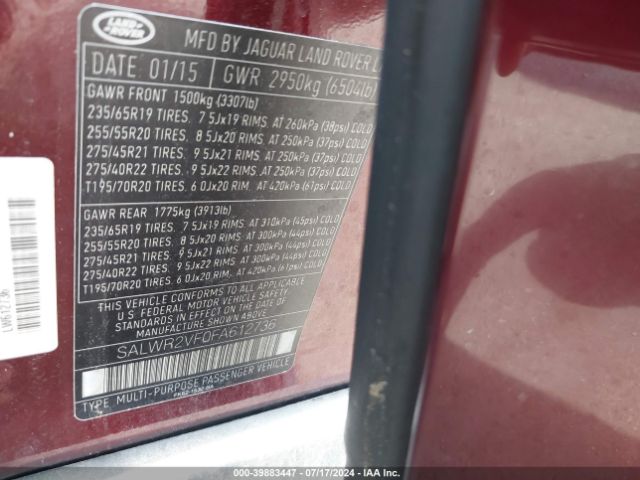 LAND ROVER
MFD BY JAGUAR LAND ROVER L
DATE 01/15 GWR 2950kg (6504lb)
GAWR FRONT 1500kg (3307lb)
235/65R19 TIRES 7 5Jx19 RIMS, AT 260kPa (38psi) COLD
255/55R20 TIRES 8 5Jx20 RIMS, AT 250kPa (37psi) COLD
275/45R21 TIRES, 9 5Jx21 RIMS, AT 250kPa (37psi) COLD
275/40R22 TIRES, 9 5Jx22 RIMS, AT 250kPa (37psi) COLD
T195/70R20 TIRES 6 0Jx20 RIM, AT 420kPa (61psi) COLD
GAWR REAR 1775kg (3913lb)
235/65R19 TIRES 7 5Jx19 RIMS, AT 310kPa (45psi) COLD
255/55R20 TIRES 8 5Jx20 RIMS, AT 300kPa (44psi) COLD
275/45R21 TIRES, 9 5Jx21 RIMS, AT 300kPa (44psi) COLD
275/40R22 TIRES, 9 5Jx22 RIMS, AT 300kPa (44psi) COLD
T195/70R20 TIRES 6 0Jx20 RIM, AT 420kPa (61psi) COLD
THIS VEHICLE CONFORMS TO ALL APPLICABLE
U S FEDERAL MOTOR VEHICLE SAFETY
STANDARDS IN EFFECT ON THE DATE OF
MANUFACTURE SHOWN ABOVE
SALWR2VF0FA612736
TYPE MULTI-PURPOSE PASSENGER VEHICLE
000-39883447 - 07/17/2024 - IAA Inc.